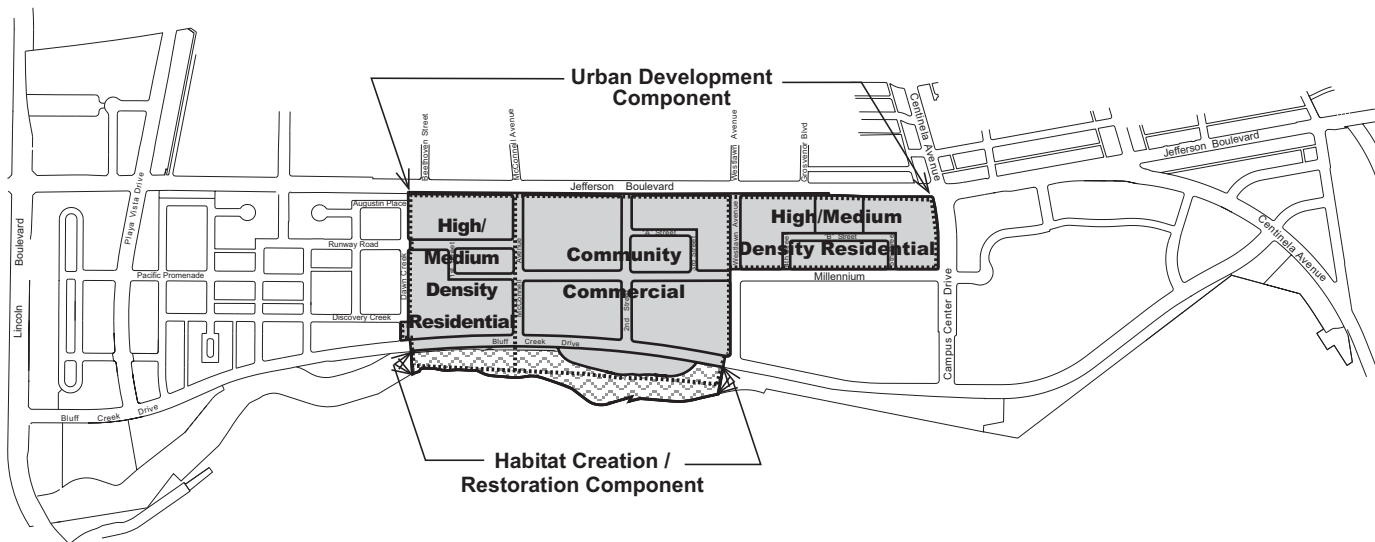 Urban Development
Component
Beethoven Street
McConnell Avenue
Westlawn Avenue
Grosvenor Blvd
Centinela Avenue
Jefferson Boulevard
Jefferson Boulevard
Playa Vista Drive
Lincoln Boulevard
Augustin Place
Runway Road
Pacific Promenade
Dawn Creek
Discovery Creek
High/
Medium
Density
Residential
McConnell Avenue
"A" Street
2nd Street
Community
Commercial
Westlawn Avenue
High/Medium
"B" Street
Density Residential
Millennium
Campus Center Drive
Centinela Avenue
Bluff Creek Drive
Bluff Creek Drive
Habitat Creation /
Restoration Component